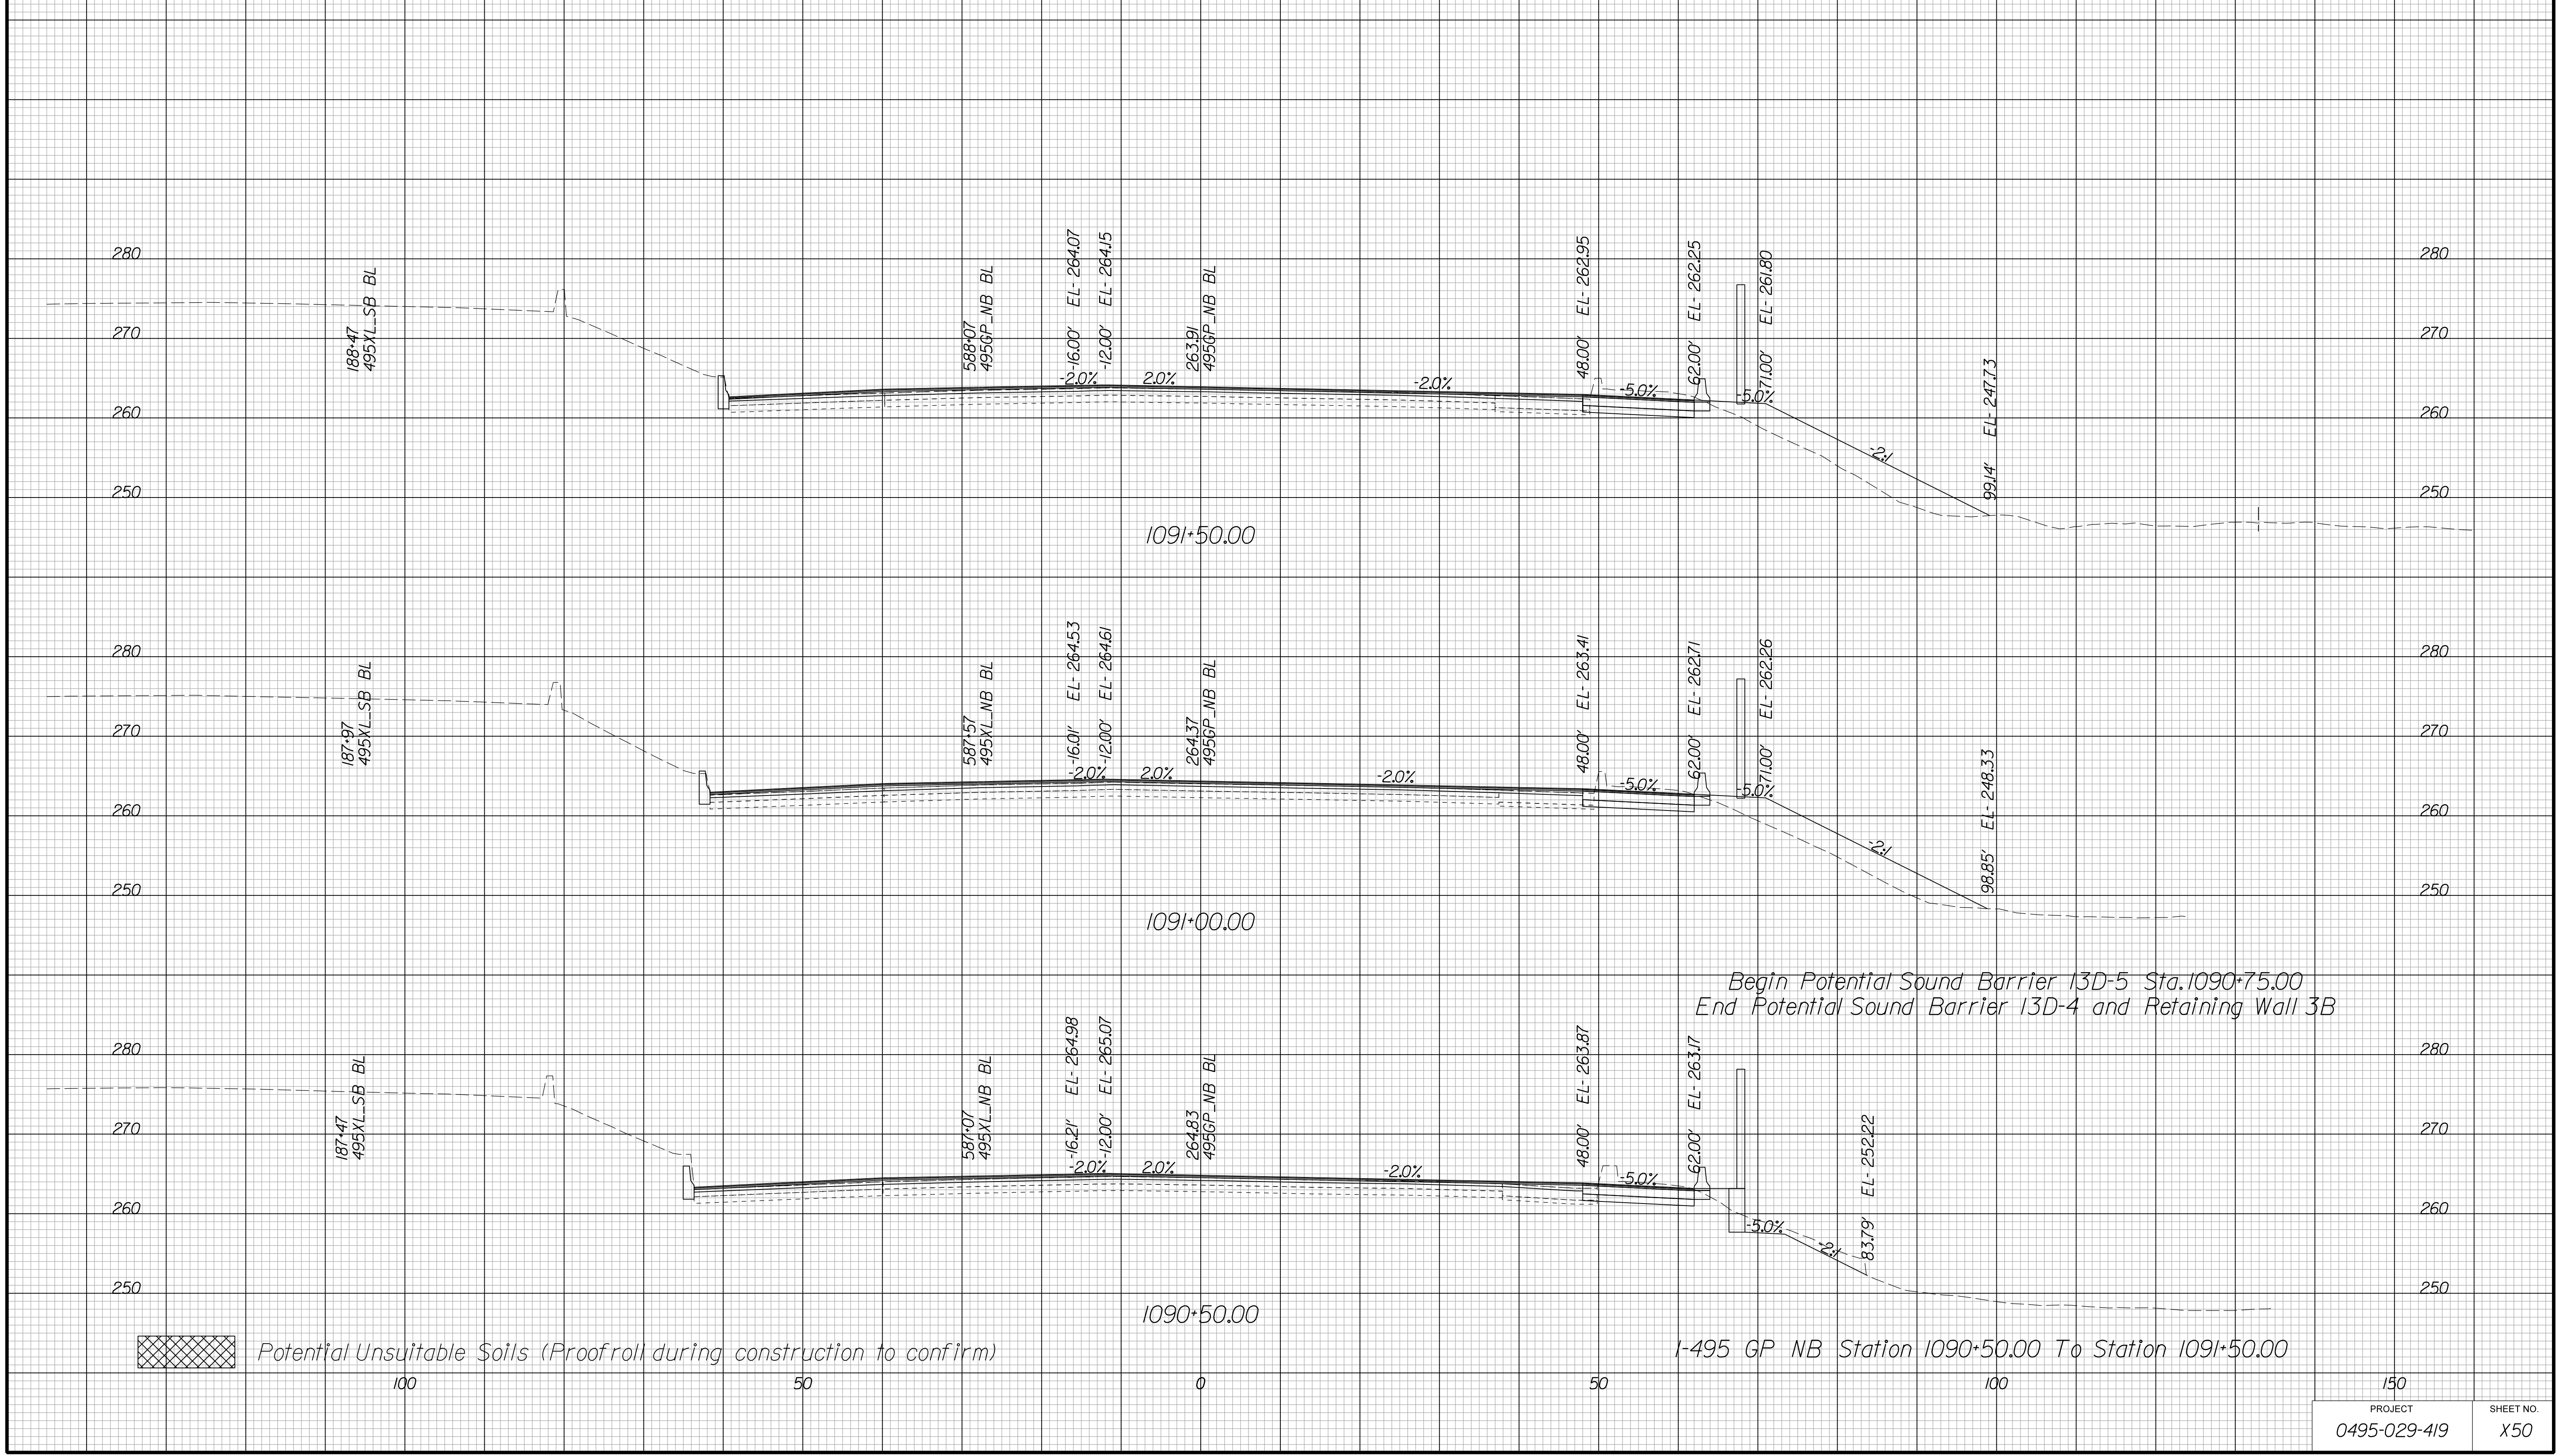 280
270
260
250
188+47
495XL_SB BL
588+07
495GP_NB BL
-16.00' EL- 264.07
-12.00' EL- 264.15
263.91
495GP_NB BL
48.00' EL- 262.95
62.00' EL- 262.25
71.00' EL- 261.80
99.14' EL- 247.73
-2.0%
2.0%
-2.0%
-5.0%
-5.0%
-2:1
280
270
260
250
1091+50.00
280
270
260
250
187+97
495XL_SB BL
587+57
495XL_NB BL
-16.01' EL- 264.53
-12.00' EL- 264.61
264.37
495GP_NB BL
48.00' EL- 263.41
62.00' EL- 262.71
71.00' EL- 262.26
98.85' EL- 248.33
-2.0%
2.0%
-2.0%
-5.0%
-5.0%
-2:1
280
270
260
250
1091+00.00
Begin Potential Sound Barrier 13D-5 Sta.1090+75.00
End Potential Sound Barrier 13D-4 and Retaining Wall 3B
280
270
260
250
187+47
495XL_SB BL
587+07
495XL_NB BL
-16.21' EL- 264.98
-12.00' EL- 265.07
264.83
495GP_NB BL
48.00' EL- 263.87
62.00' EL- 263.17
83.79' EL- 252.22
-2.0%
2.0%
-2.0%
-5.0%
-5.0%
-2:1
280
270
260
250
1090+50.00
Potential Unsuitable Soils (Proofroll during construction to confirm)
I-495 GP NB Station 1090+50.00 To Station 1091+50.00
100
50
0
50
100
150
PROJECT
0495-029-419
SHEET NO.
X50